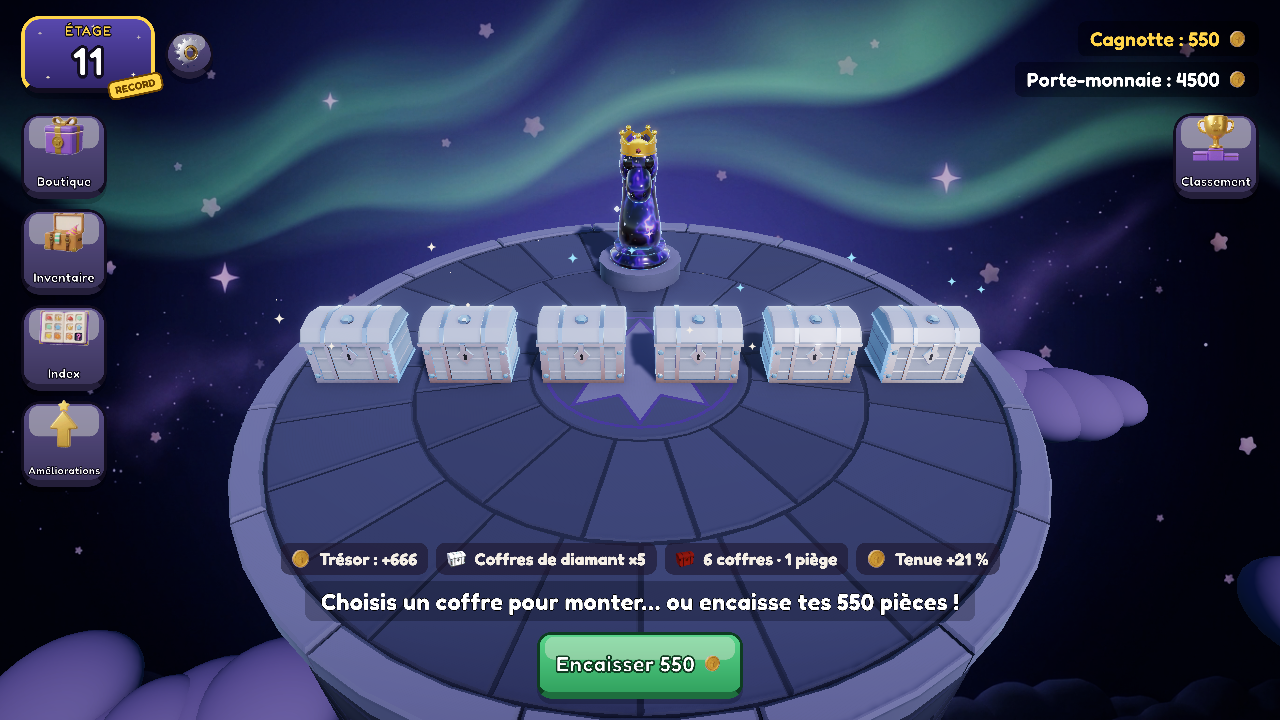 ÉTAGE
11
RECORD
Cagnotte : 550
Porte-monnaie : 4500
Boutique
Classement
Inventaire
Index
Améliorations
Trésor : +666
Coffres de diamant x5
6 coffres · 1 piège
Tenue +21 %
Choisis un coffre pour monter... ou encaisse tes 550 pièces !
Encaisser 550